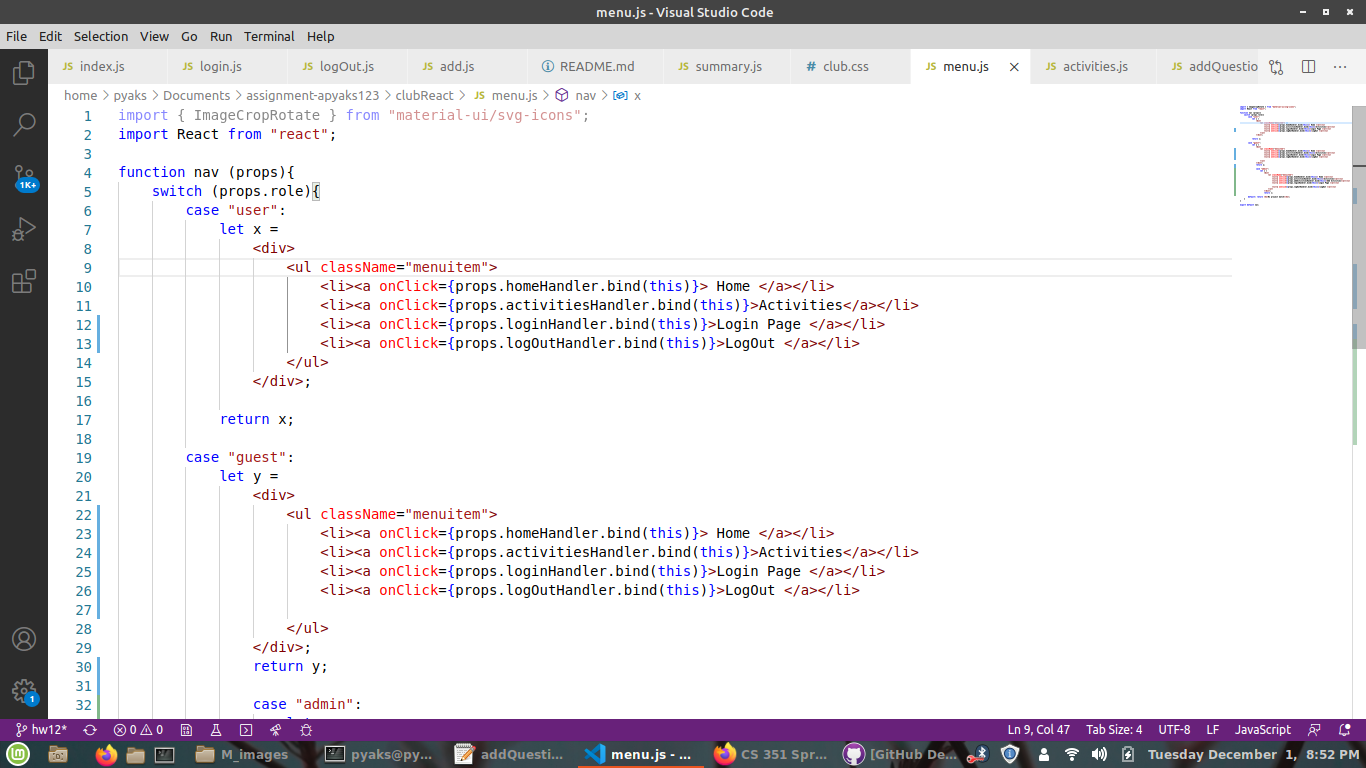 menu.js - Visual Studio Code
File Edit Selection View Go Run Terminal Help
JS index.js JS login.js JS logOut.js JS add.js README.md JS summary.js # club.css JS menu.js JS activities.js JS addQuestio
home > pyaks > Documents > assignment-apyaks123 > clubReact > JS menu.js > nav > x
1 import { ImageCropRotate } from "material-ui/svg-icons";
2 import React from "react";
3
4 function nav (props){
5 switch (props.role){
6 case "user":
7 let x =
8 <div>
9 <ul className="menuitem">
10 <li><a onClick={props.homeHandler.bind(this)}> Home </a></li>
11 <li><a onClick={props.activitiesHandler.bind(this)}>Activities</a></li>
12 <li><a onClick={props.loginHandler.bind(this)}>Login Page </a></li>
13 <li><a onClick={props.logOutHandler.bind(this)}>LogOut </a></li>
14 </ul>
15 </div>;
16
17 return x;
18
19 case "guest":
20 let y =
21 <div>
22 <ul className="menuitem">
23 <li><a onClick={props.homeHandler.bind(this)}> Home </a></li>
24 <li><a onClick={props.activitiesHandler.bind(this)}>Activities</a></li>
25 <li><a onClick={props.loginHandler.bind(this)}>Login Page </a></li>
26 <li><a onClick={props.logOutHandler.bind(this)}>LogOut </a></li>
27
28 </ul>
29 </div>;
30 return y;
31
32 case "admin":
1K+
1
hw12* 0 0 Ln 9, Col 47 Tab Size: 4 UTF-8 LF JavaScript
M_images pyaks@py... addQuesti... menu.js - ... CS 351 Spr... [GitHub De... Tuesday December 1, 8:52 PM